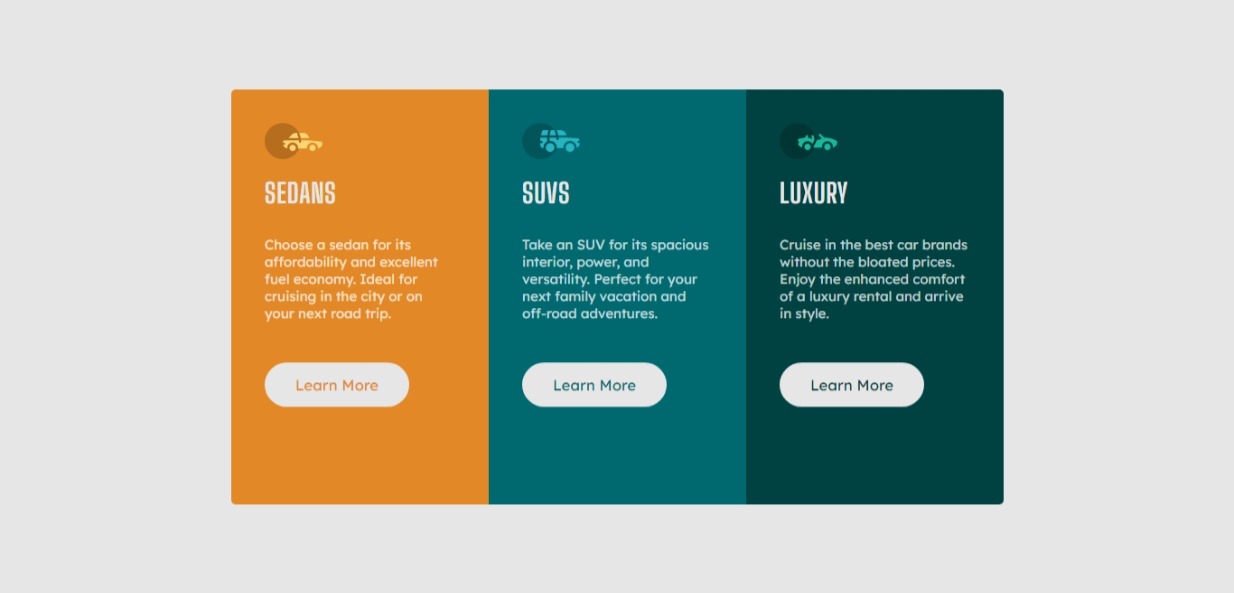 SEDANS
Choose a sedan for its
affordability and excellent
fuel economy. Ideal for
cruising in the city or on
your next road trip.
Learn More
SUVS
Take an SUV for its spacious
interior, power, and
versatility. Perfect for your
next family vacation and
off-road adventures.
Learn More
LUXURY
Cruise in the best car brands
without the bloated prices.
Enjoy the enhanced comfort
of a luxury rental and arrive
in style.
Learn More